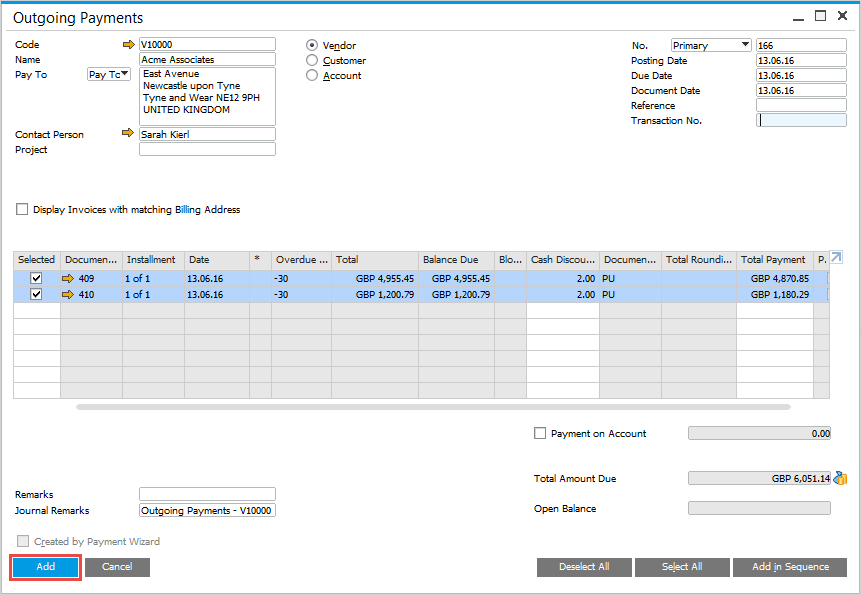 Outgoing Payments
Code V10000
Name Acme Associates
Pay To Pay To East Avenue
Newcastle upon Tyne
Tyne and Wear NE12 9PH
UNITED KINGDOM
Contact Person Sarah Kierl
Project
Vendor
Customer
Account
No. Primary 166
Posting Date 13.06.16
Due Date 13.06.16
Document Date 13.06.16
Reference
Transaction No.
Display Invoices with matching Billing Address
Selected Documen... Installment Date * Overdue ... Total Balance Due Blo... Cash Discou... Documen... Total Roundi... Total Payment P.
409 1 of 1 13.06.16 -30 GBP 4,955.45 GBP 4,955.45 2.00 PU GBP 4,870.85
410 1 of 1 13.06.16 -30 GBP 1,200.79 GBP 1,200.79 2.00 PU GBP 1,180.29
Payment on Account 0.00
Total Amount Due GBP 6,051.14
Open Balance
Remarks
Journal Remarks Outgoing Payments - V10000
Created by Payment Wizard
Add Cancel Deselect All Select All Add in Sequence